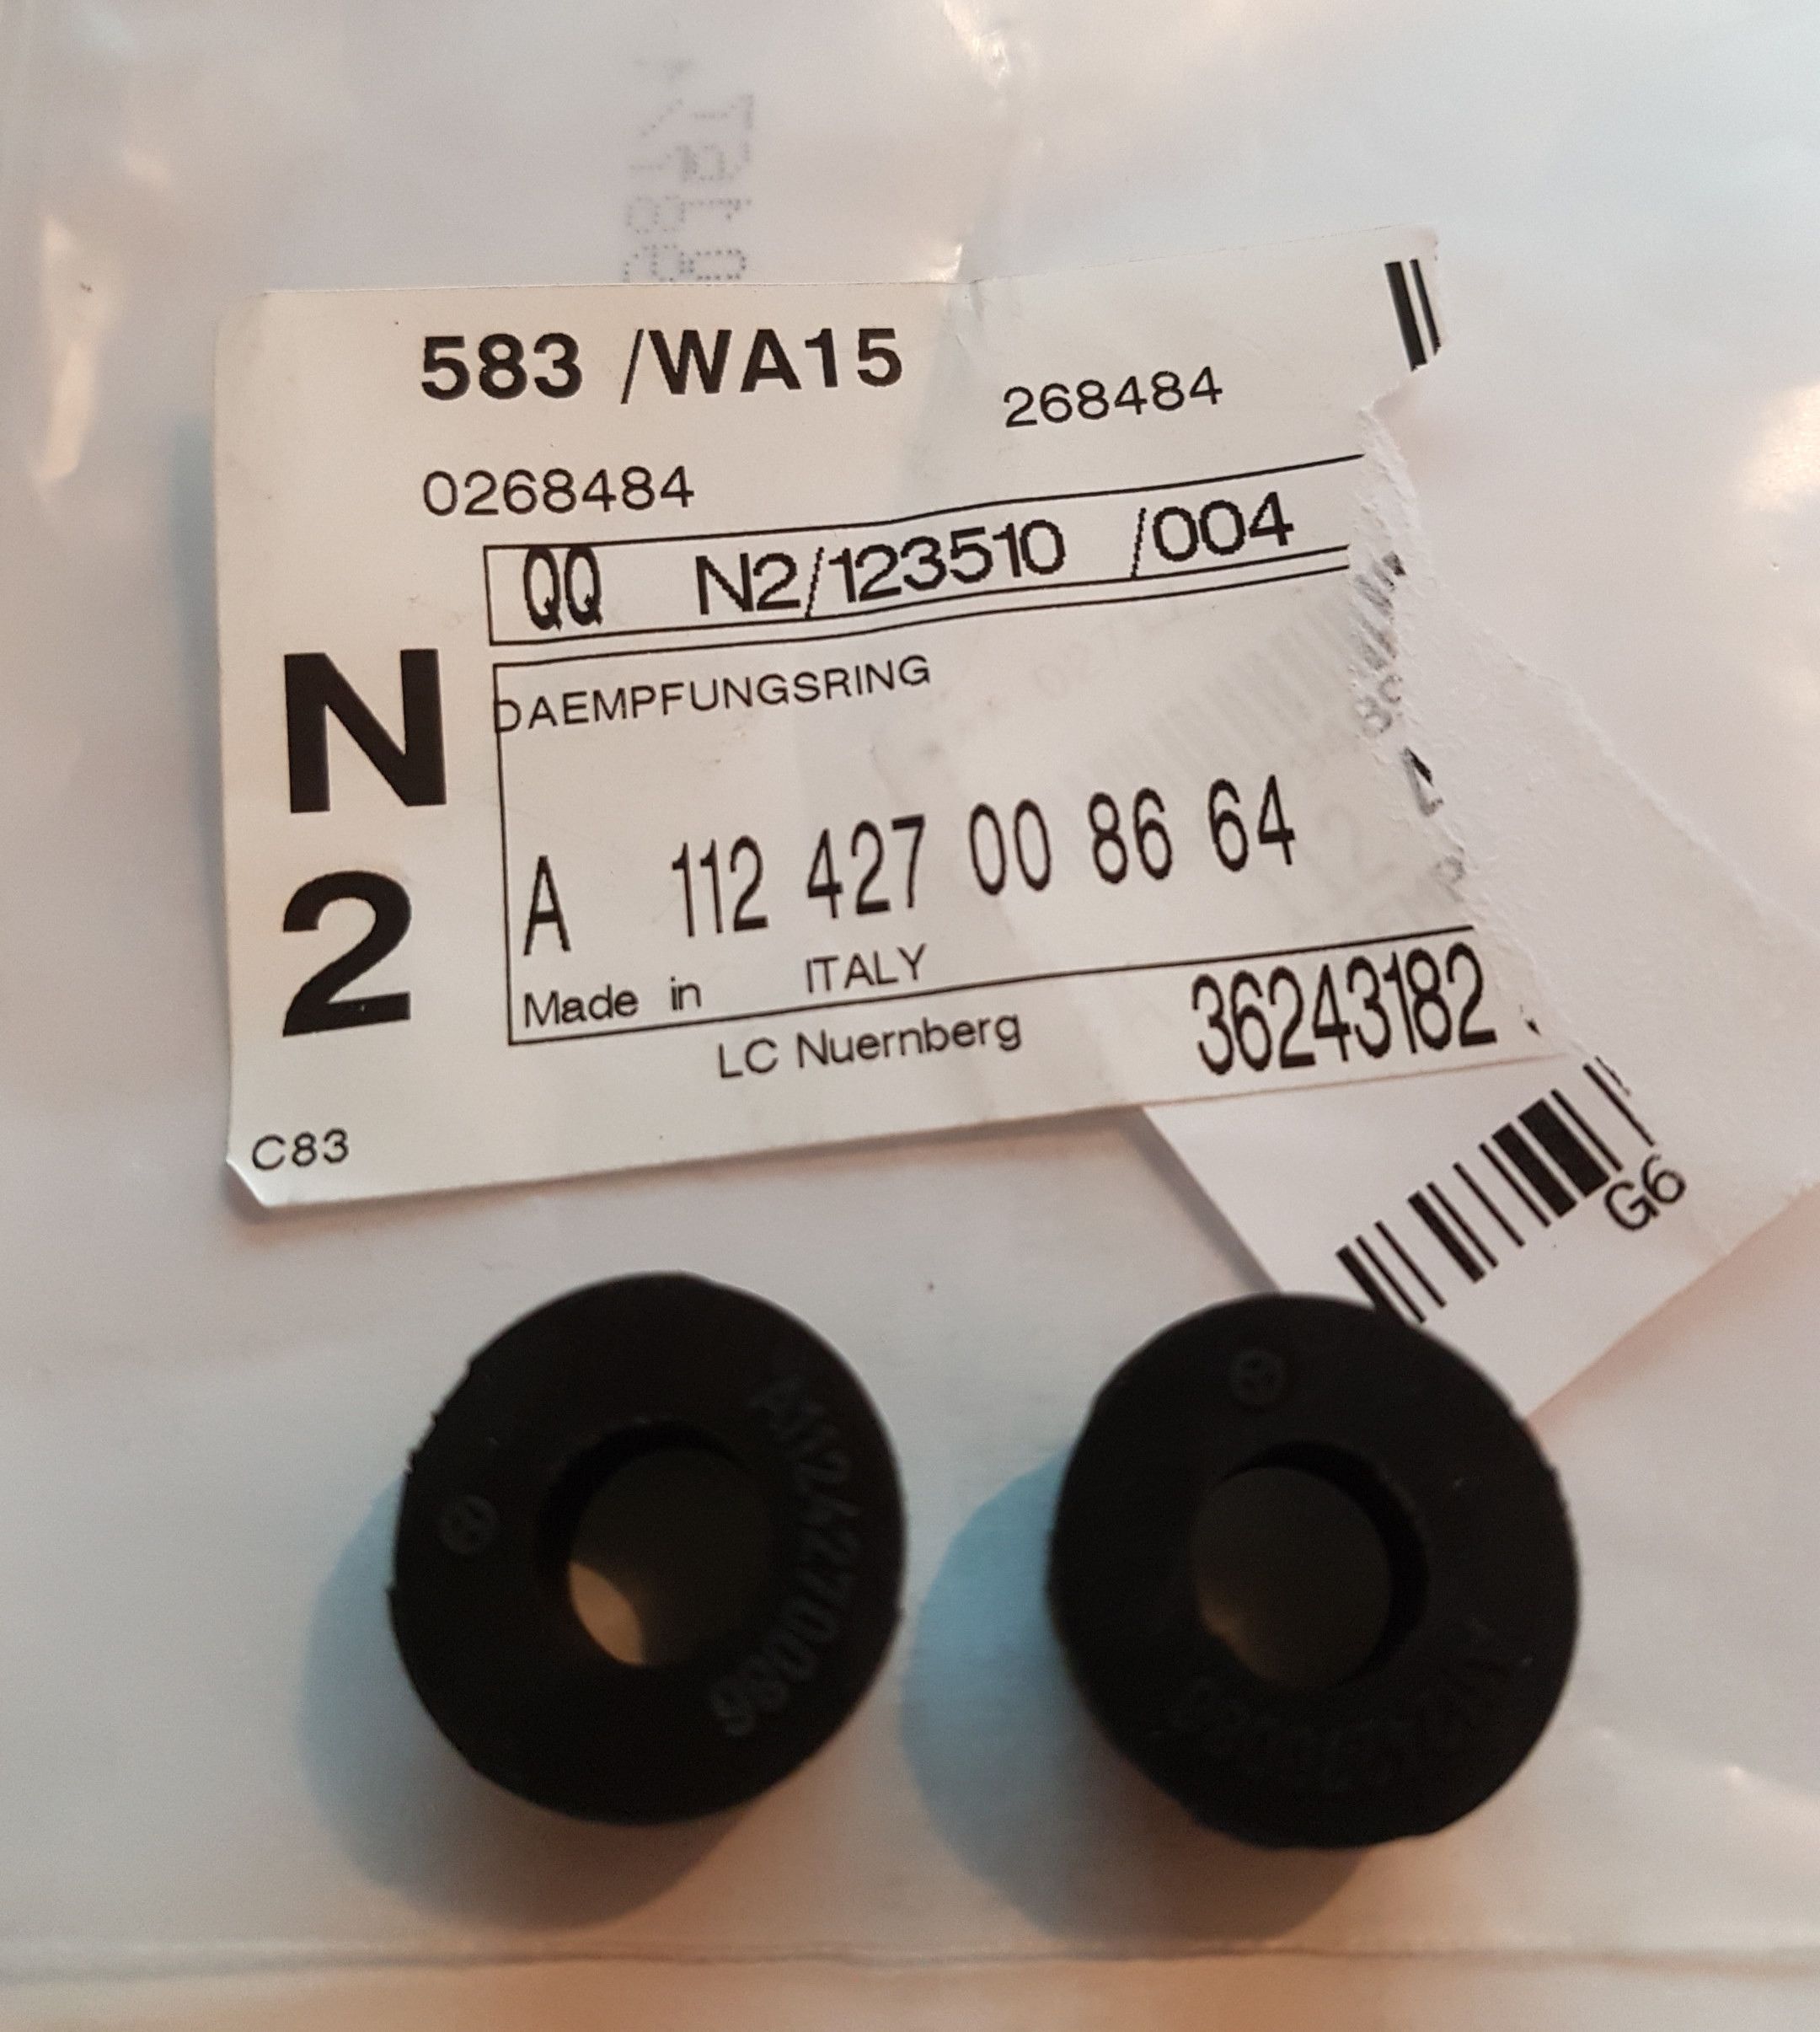 583 /WA15
268484
0268484
QQ N2/123510 /004
N
2
DAEMPFUNGSRING
A 112 427 00 86 64
Made in ITALY
LC Nuernberg
36243182
C83
G6
A1124270086